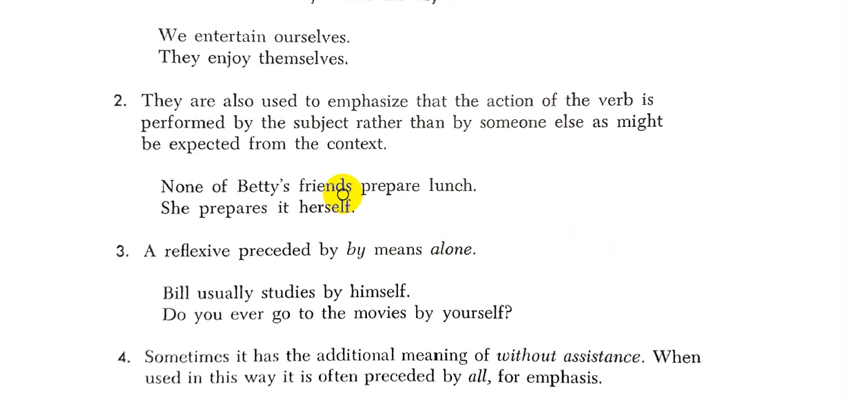 We entertain ourselves.
They enjoy themselves.
2. They are also used to emphasize that the action of the verb is
performed by the subject rather than by someone else as might
be expected from the context.
None of Betty's friends prepare lunch.
She prepares it herself.
3. A reflexive preceded by by means alone.
Bill usually studies by himself.
Do you ever go to the movies by yourself?
4. Sometimes it has the additional meaning of without assistance. When
used in this way it is often preceded by all, for emphasis.